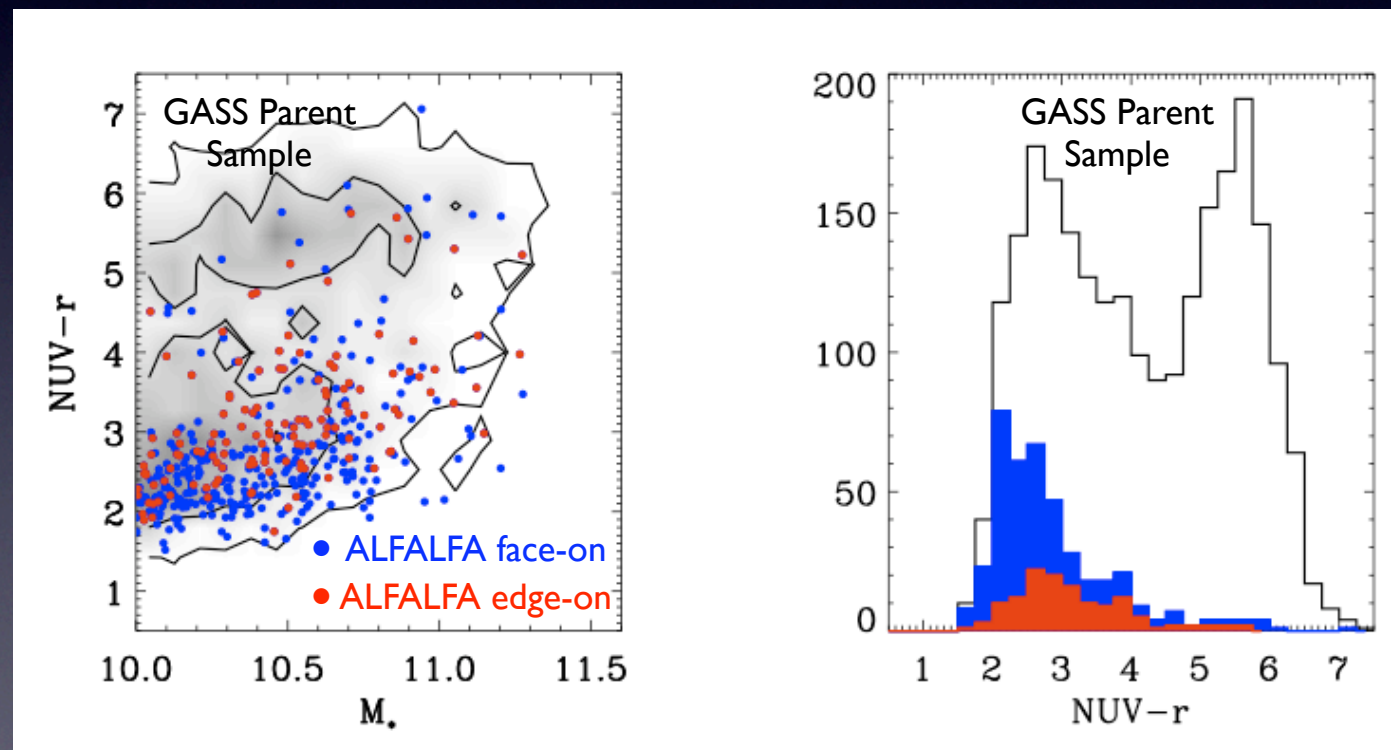 GASS Parent
Sample
NUV-r
7
6
5
4
3
2
1
● ALFALFA face-on
● ALFALFA edge-on
10.0 10.5 11.0 11.5
M*
GASS Parent
Sample
200
150
100
50
0
1 2 3 4 5 6 7
NUV-r